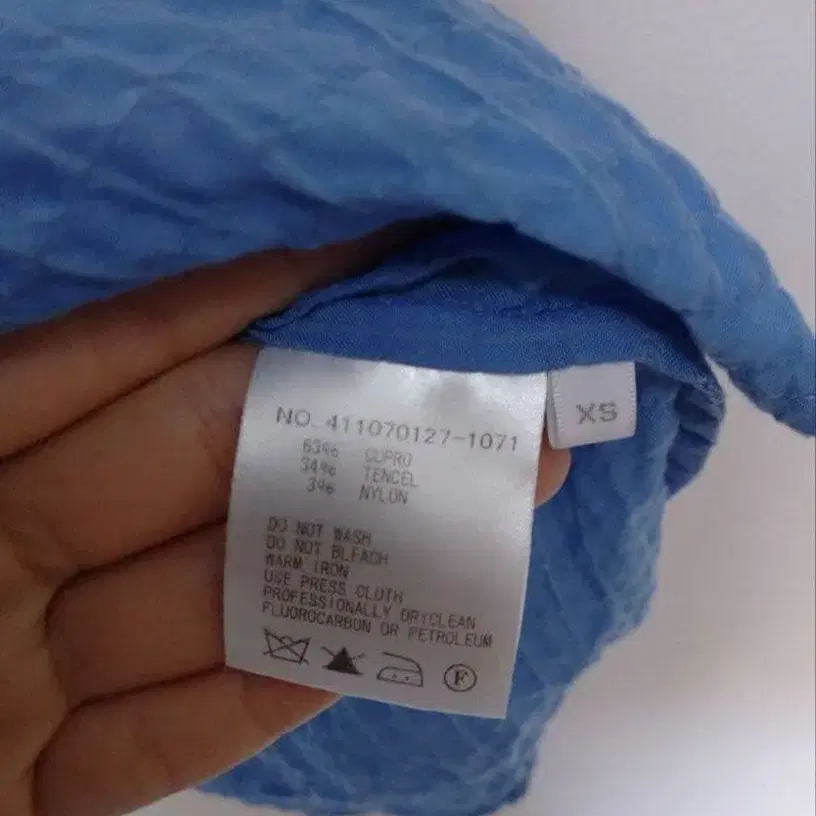 NO. 411070127-1071
63% CUPRO
34% TENCEL
3% NYLON
DO NOT WASH
DO NOT BLEACH
WARM IRON
USE PRESS CLOTH
PROFESSIONALLY DRYCLEAN
FLUOROCARBON OR PETROLEUM
F
XS